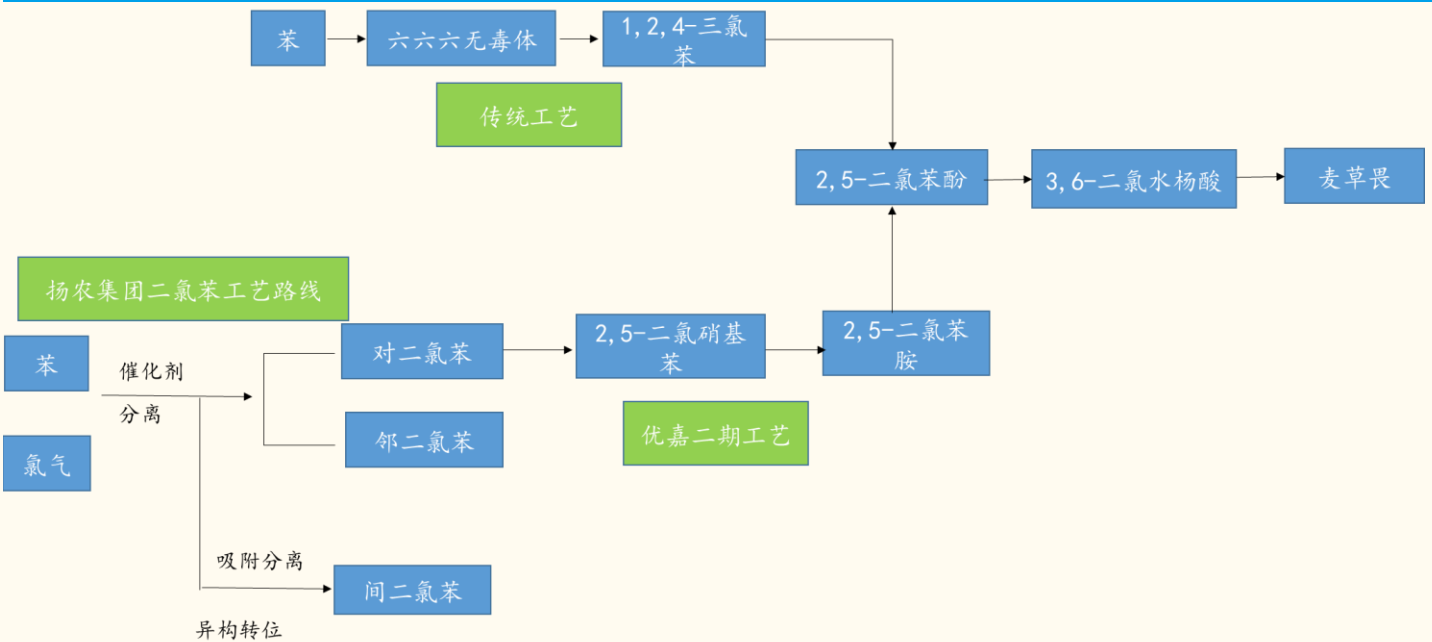 苯
六六六无毒体
1,2,4-三氯
苯
传统工艺
2,5-二氯苯酚
3,6-二氯水杨酸
麦草畏
扬农集团二氯苯工艺路线
苯
氯气
催化剂
分离
对二氯苯
邻二氯苯
2,5-二氯硝基
苯
2,5-二氯苯
胺
优嘉二期工艺
吸附分离
间二氯苯
异构转位